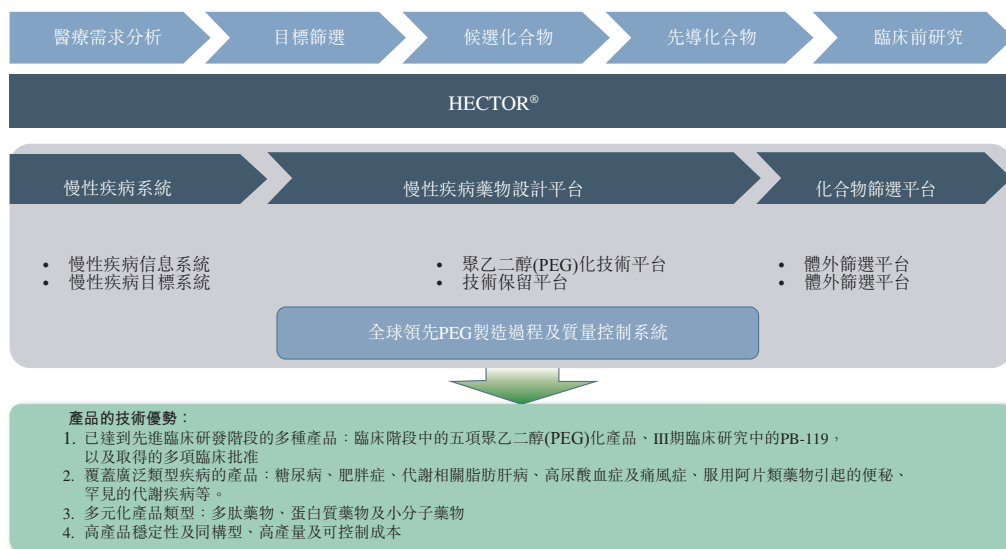 醫療需求分析
目標篩選
候選化合物
先導化合物
臨床前研究
HECTOR®
慢性疾病系統
慢性疾病藥物設計平台
化合物篩選平台
• 慢性疾病信息系統
• 慢性疾病目標系統
• 聚乙二醇(PEG)化技術平台
• 技術保留平台
• 體外篩選平台
• 體外篩選平台
全球領先PEG製造過程及質量控制系統
產品的技術優勢：
1. 已達到先進臨床研發階段的多種產品：臨床階段中的五項聚乙二醇(PEG)化產品、III期臨床研究中的PB-119，
以及取得的多項臨床批准
2. 覆蓋廣泛類型疾病的產品：糖尿病、肥胖症、代謝相關脂肪肝病、高尿酸血症及痛風症、服用阿片類藥物引起的便秘、
罕見的代謝疾病等。
3. 多元化產品類型：多肽藥物、蛋白質藥物及小分子藥物
4. 高產品穩定性及同構型、高產量及可控制成本